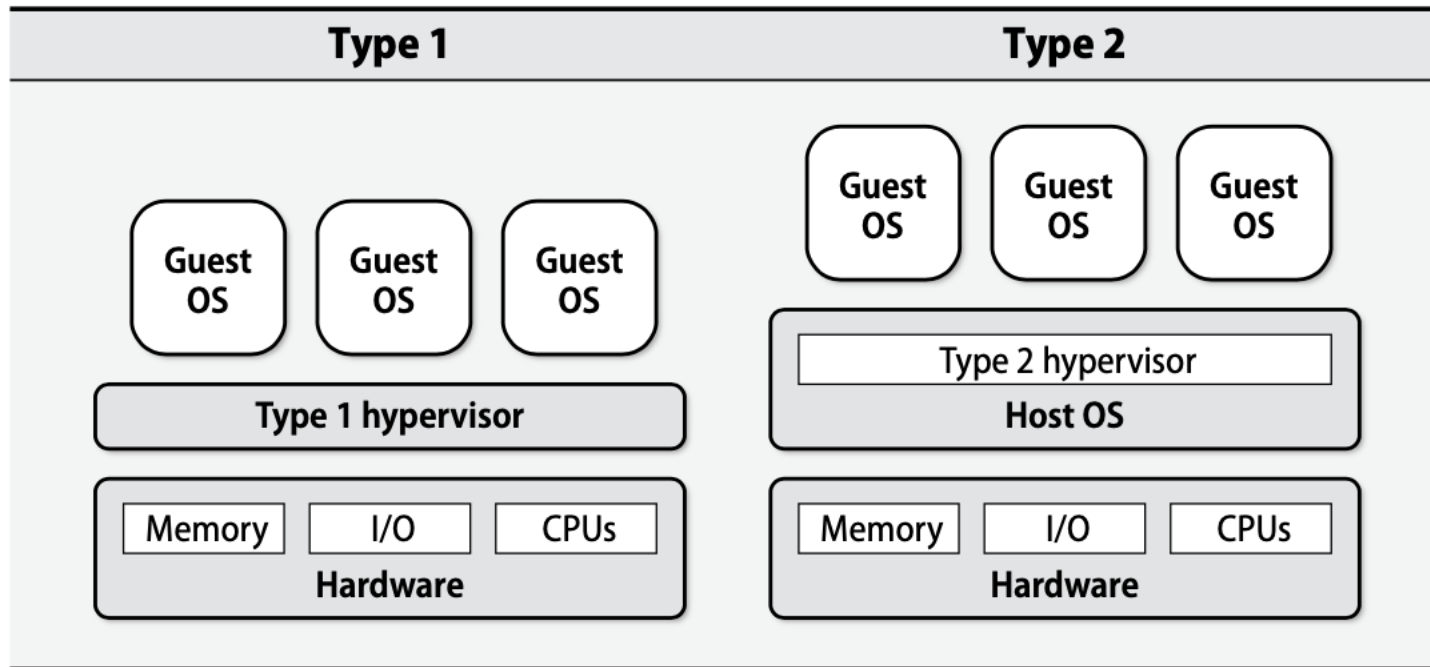 Type 1
Type 2
Guest
OS
Guest
OS
Guest
OS
Type 1 hypervisor
Memory
I/O
CPUs
Hardware
Guest
OS
Guest
OS
Guest
OS
Type 2 hypervisor
Host OS
Memory
I/O
CPUs
Hardware